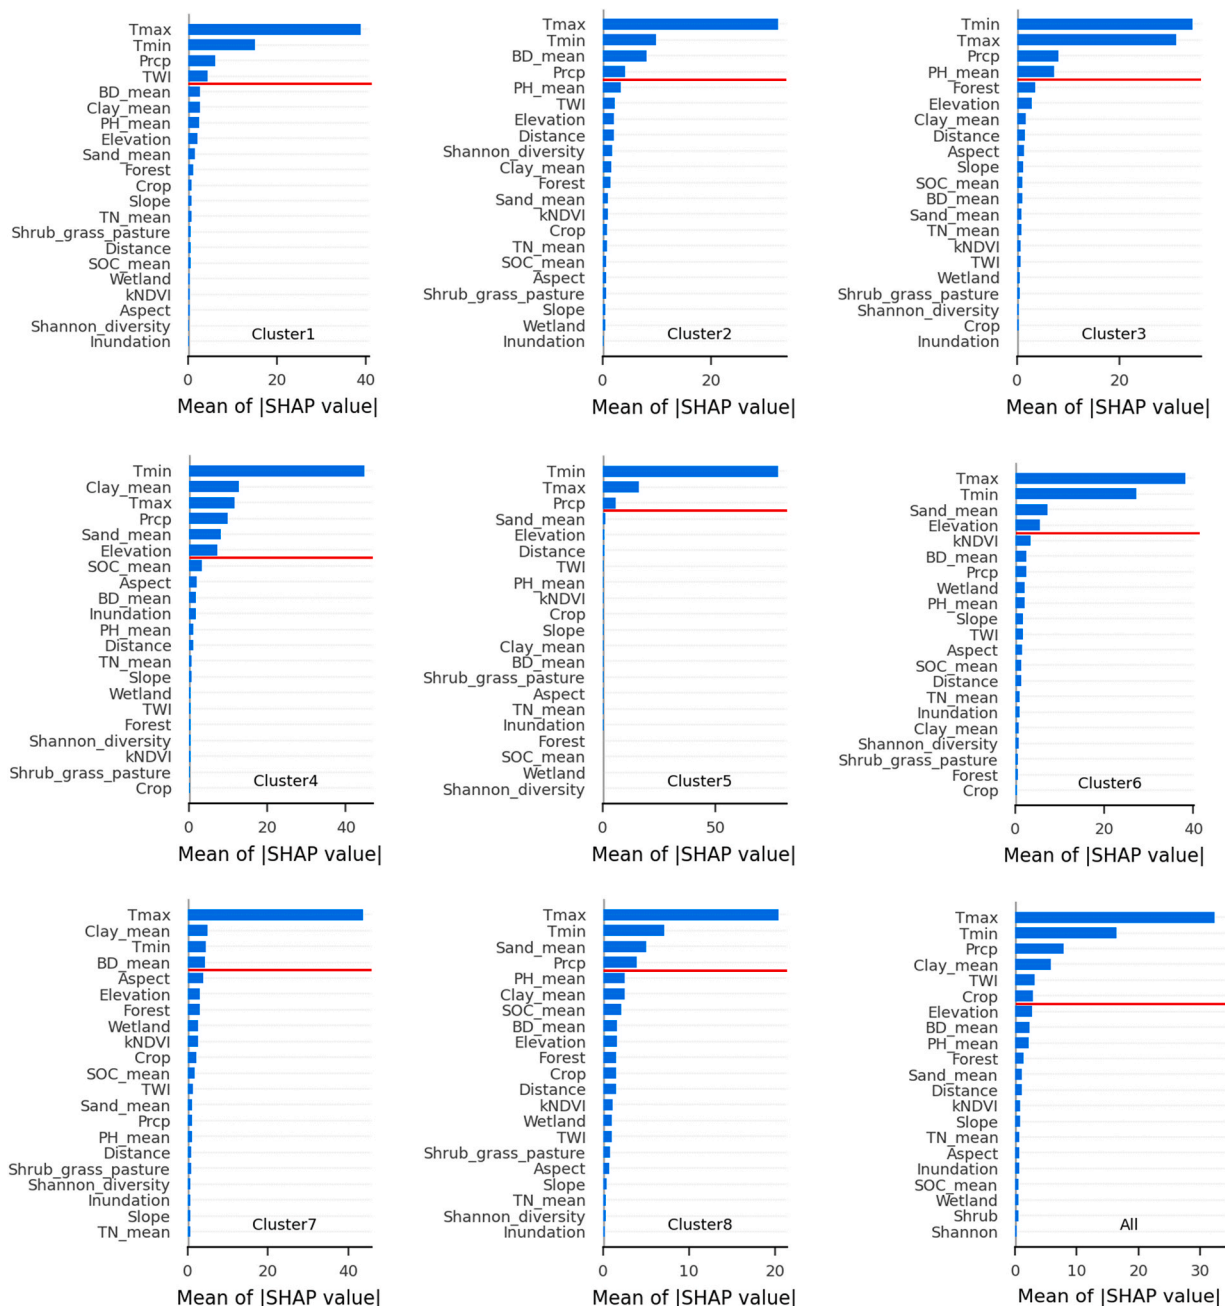 Tmax
Tmin
Prcp
TWI
BD_mean
Clay_mean
PH_mean
Elevation
Sand_mean
Forest
Crop
Slope
TN_mean
Shrub_grass_pasture
Distance
SOC_mean
Wetland
kNDVI
Aspect
Shannon_diversity
Inundation
Cluster1
0 20 40
Mean of |SHAP value|
Tmax
Tmin
BD_mean
Prcp
PH_mean
TWI
Elevation
Distance
Shannon_diversity
Clay_mean
Forest
Sand_mean
kNDVI
Crop
TN_mean
SOC_mean
Aspect
Shrub_grass_pasture
Slope
Wetland
Inundation
Cluster2
0 20
Mean of |SHAP value|
Tmin
Tmax
Prcp
PH_mean
Forest
Elevation
Clay_mean
Distance
Aspect
Slope
SOC_mean
BD_mean
Sand_mean
TN_mean
kNDVI
TWI
Wetland
Shrub_grass_pasture
Shannon_diversity
Crop
Inundation
Cluster3
0 20
Mean of |SHAP value|
Tmin
Clay_mean
Tmax
Prcp
Sand_mean
Elevation
SOC_mean
Aspect
BD_mean
Inundation
PH_mean
Distance
TN_mean
Slope
Wetland
TWI
Forest
Shannon_diversity
kNDVI
Shrub_grass_pasture
Crop
Cluster4
0 20 40
Mean of |SHAP value|
Tmin
Tmax
Prcp
Sand_mean
Elevation
Distance
TWI
PH_mean
kNDVI
Crop
Slope
Clay_mean
BD_mean
Shrub_grass_pasture
Aspect
TN_mean
Inundation
Forest
SOC_mean
Wetland
Shannon_diversity
Cluster5
0 50
Mean of |SHAP value|
Tmax
Tmin
Sand_mean
Elevation
kNDVI
BD_mean
Prcp
Wetland
PH_mean
Slope
TWI
Aspect
SOC_mean
Distance
TN_mean
Inundation
Clay_mean
Shannon_diversity
Shrub_grass_pasture
Forest
Crop
Cluster6
0 20 40
Mean of |SHAP value|
Tmax
Clay_mean
Tmin
BD_mean
Aspect
Elevation
Forest
Wetland
kNDVI
Crop
SOC_mean
TWI
Sand_mean
Prcp
PH_mean
Distance
Shrub_grass_pasture
Shannon_diversity
Inundation
Slope
TN_mean
Cluster7
0 20 40
Mean of |SHAP value|
Tmax
Tmin
Sand_mean
Prcp
PH_mean
Clay_mean
SOC_mean
BD_mean
Elevation
Forest
Crop
Distance
kNDVI
Wetland
TWI
Shrub_grass_pasture
Aspect
Slope
TN_mean
Shannon_diversity
Inundation
Cluster8
0 10 20
Mean of |SHAP value|
Tmax
Tmin
Prcp
Clay_mean
TWI
Crop
Elevation
BD_mean
PH_mean
Forest
Sand_mean
Distance
kNDVI
Slope
TN_mean
Aspect
Inundation
SOC_mean
Wetland
Shrub
Shannon
All
0 10 20 30
Mean of |SHAP value|